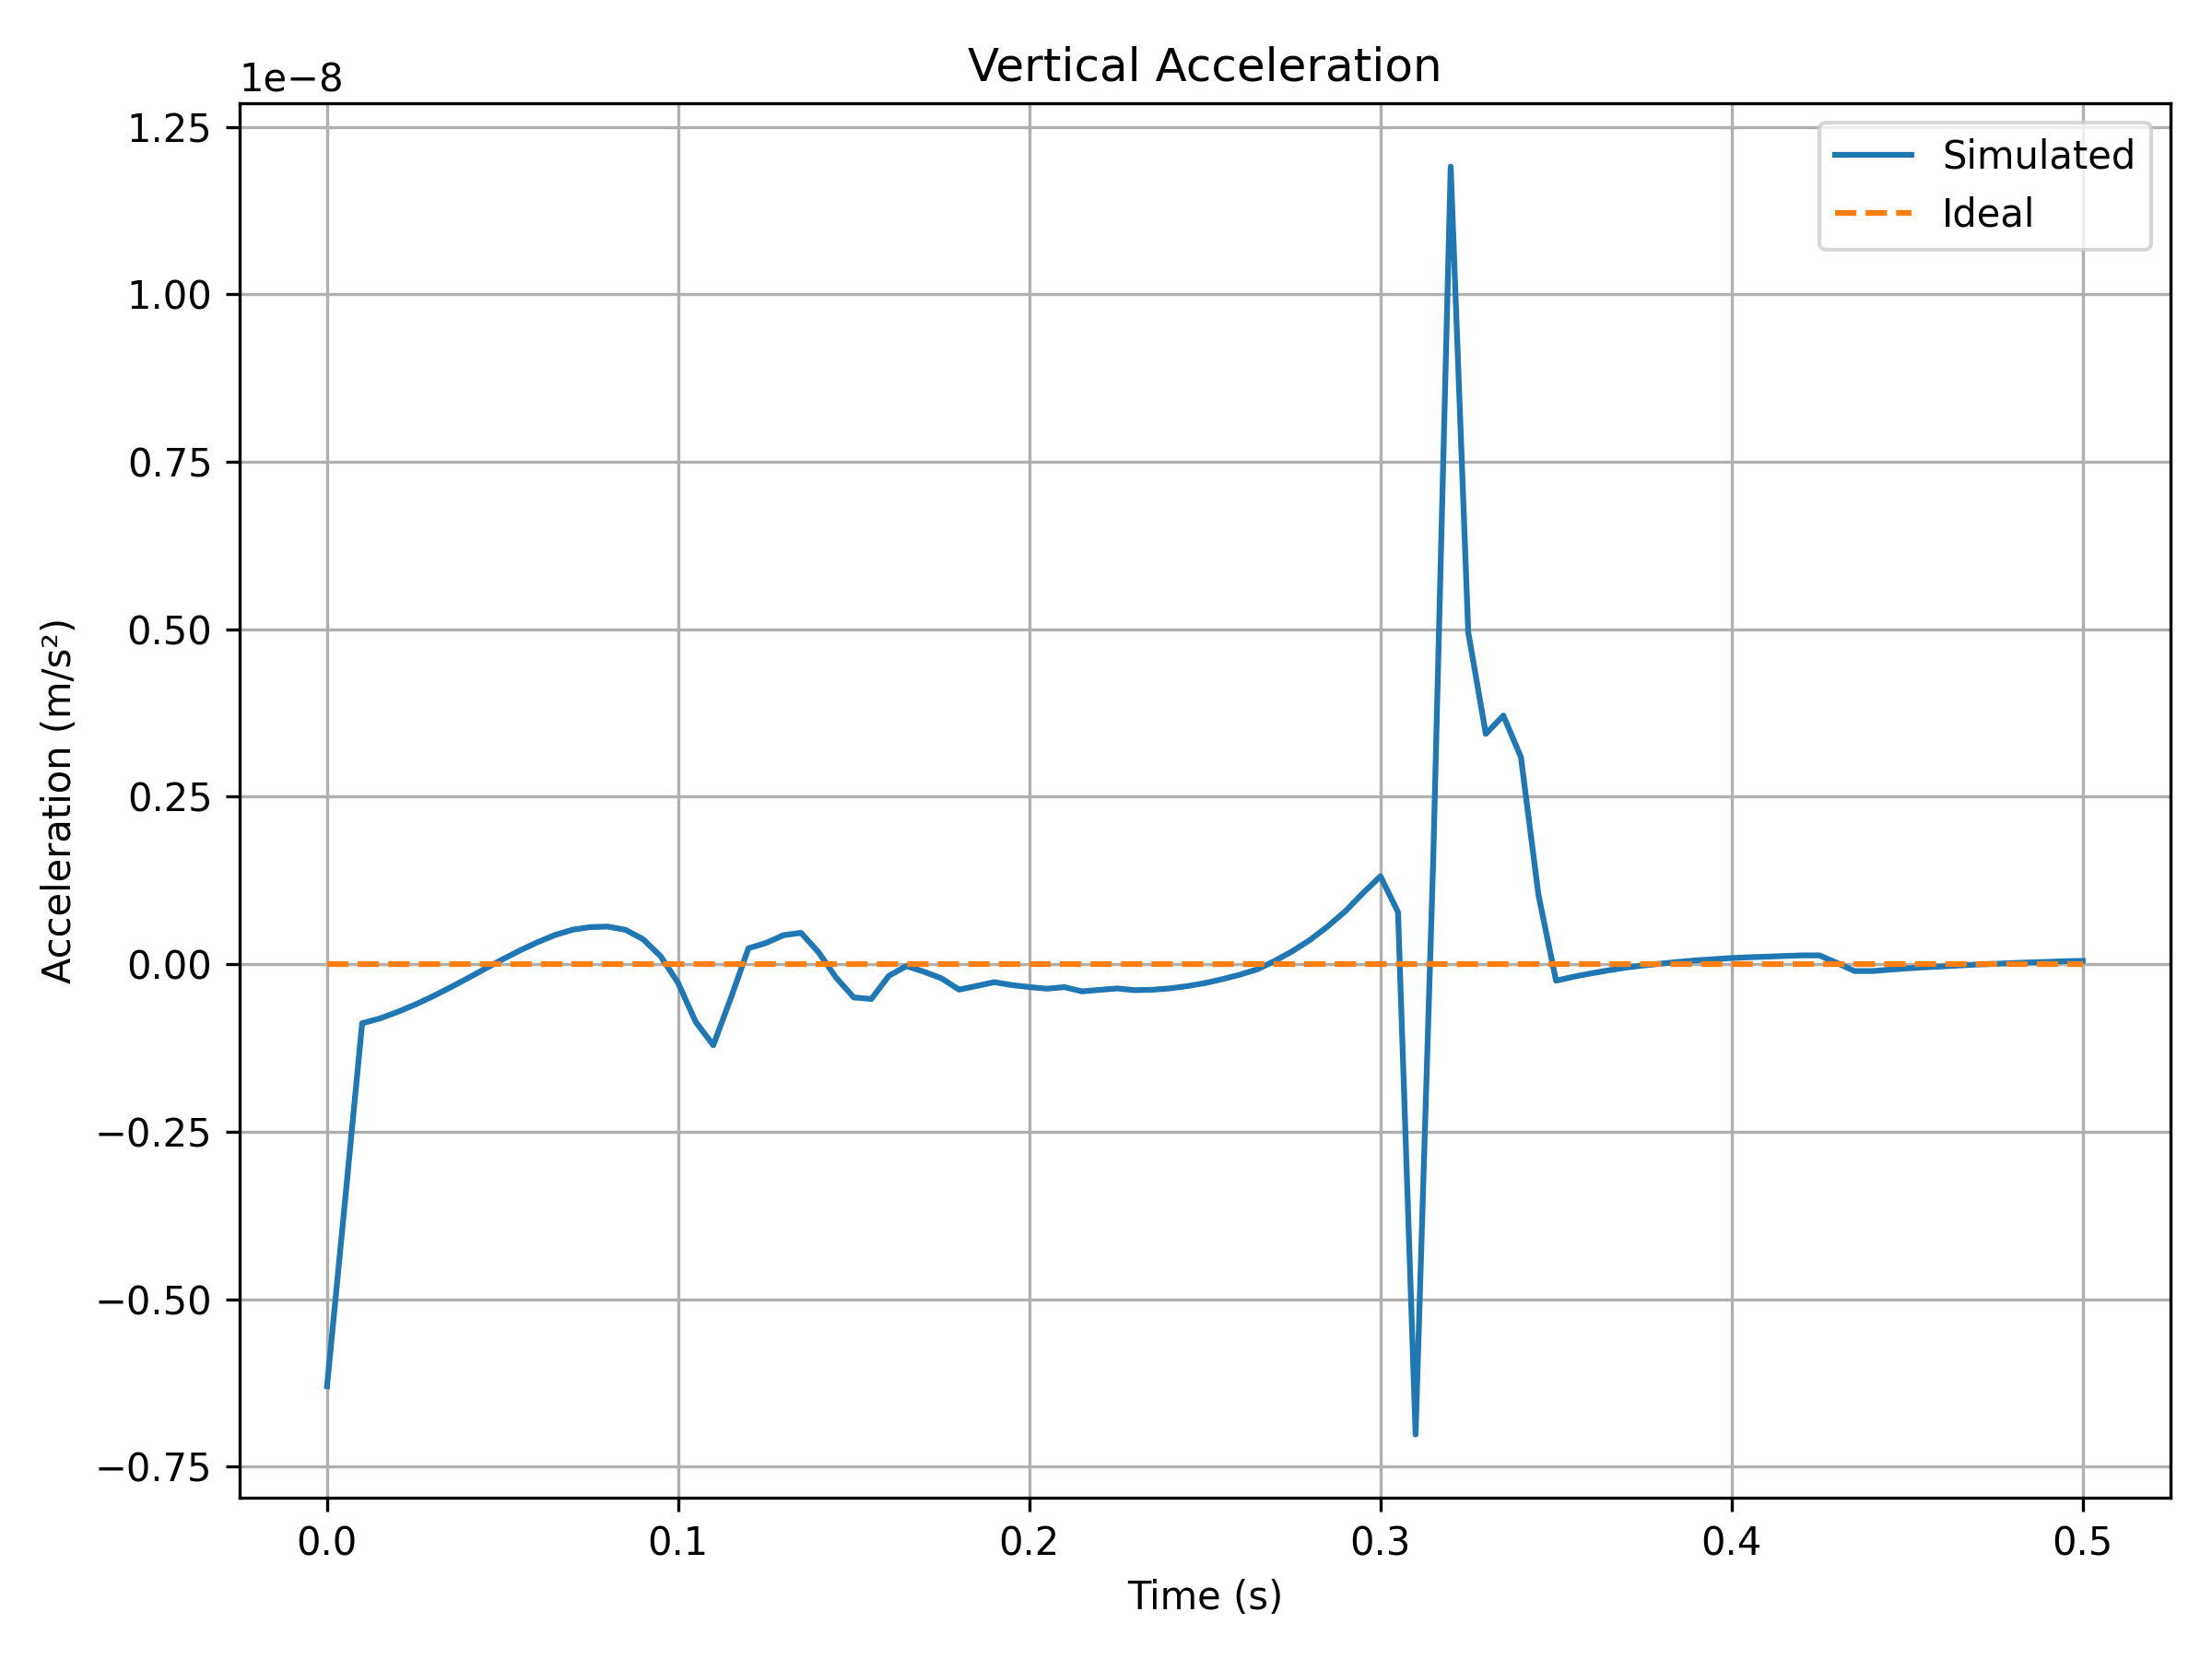 Vertical Acceleration
1e−8
1.25
1.00
0.75
0.50
0.25
0.00
−0.25
−0.50
−0.75
Acceleration (m/s²)
0.0 0.1 0.2 0.3 0.4 0.5
Time (s)
Simulated
Ideal